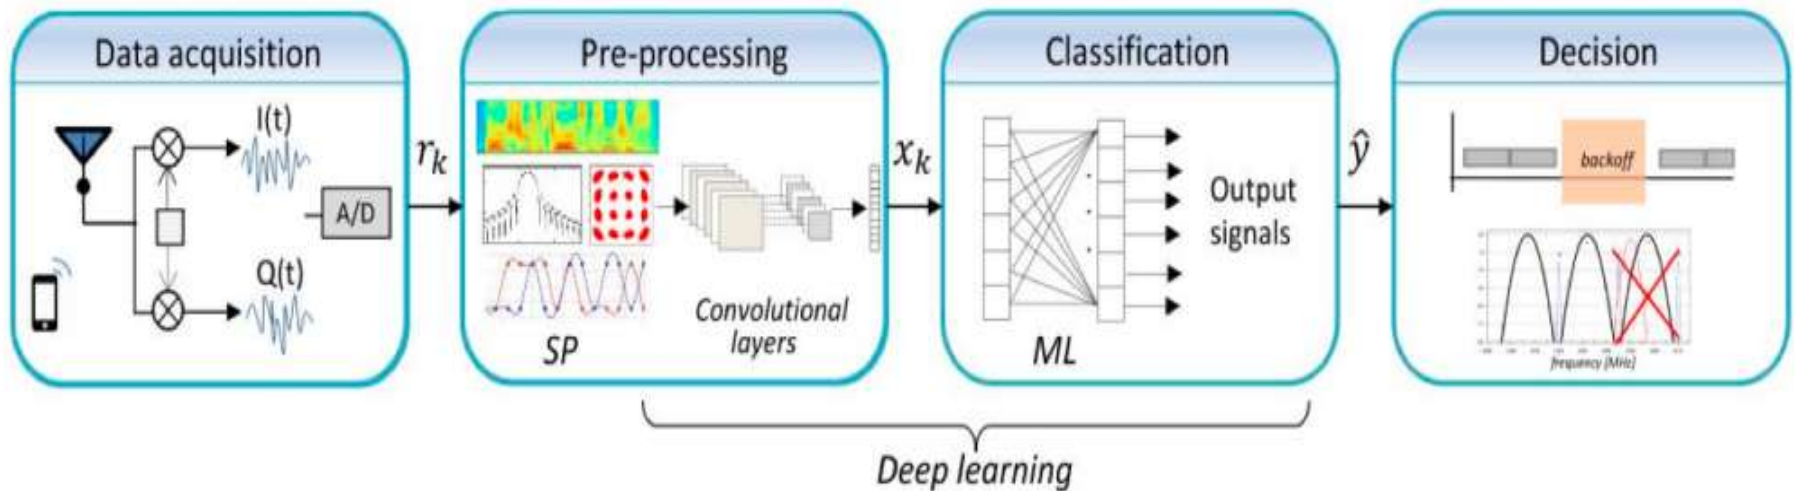 Data acquisition
I(t)
A/D
Q(t)
r_k
Pre-processing
Convolutional
layers
SP
x_k
Classification
Output
signals
ML
ŷ
Decision
backoff
frequency [MHz]
Deep learning